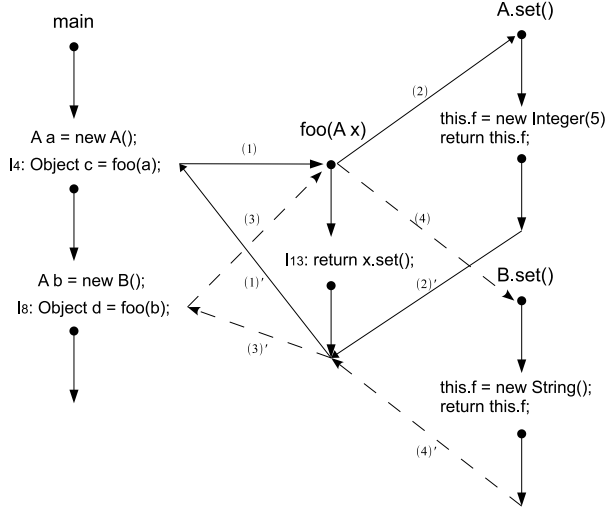 main
A a = new A();
l4: Object c = foo(a);
A b = new B();
l8: Object d = foo(b);
(1)
(3)
(1)′
(3)′
foo(A x)
l13: return x.set();
(2)
(4)
(2)′
(4)′
A.set()
this.f = new Integer(5)
return this.f;
B.set()
this.f = new String();
return this.f;